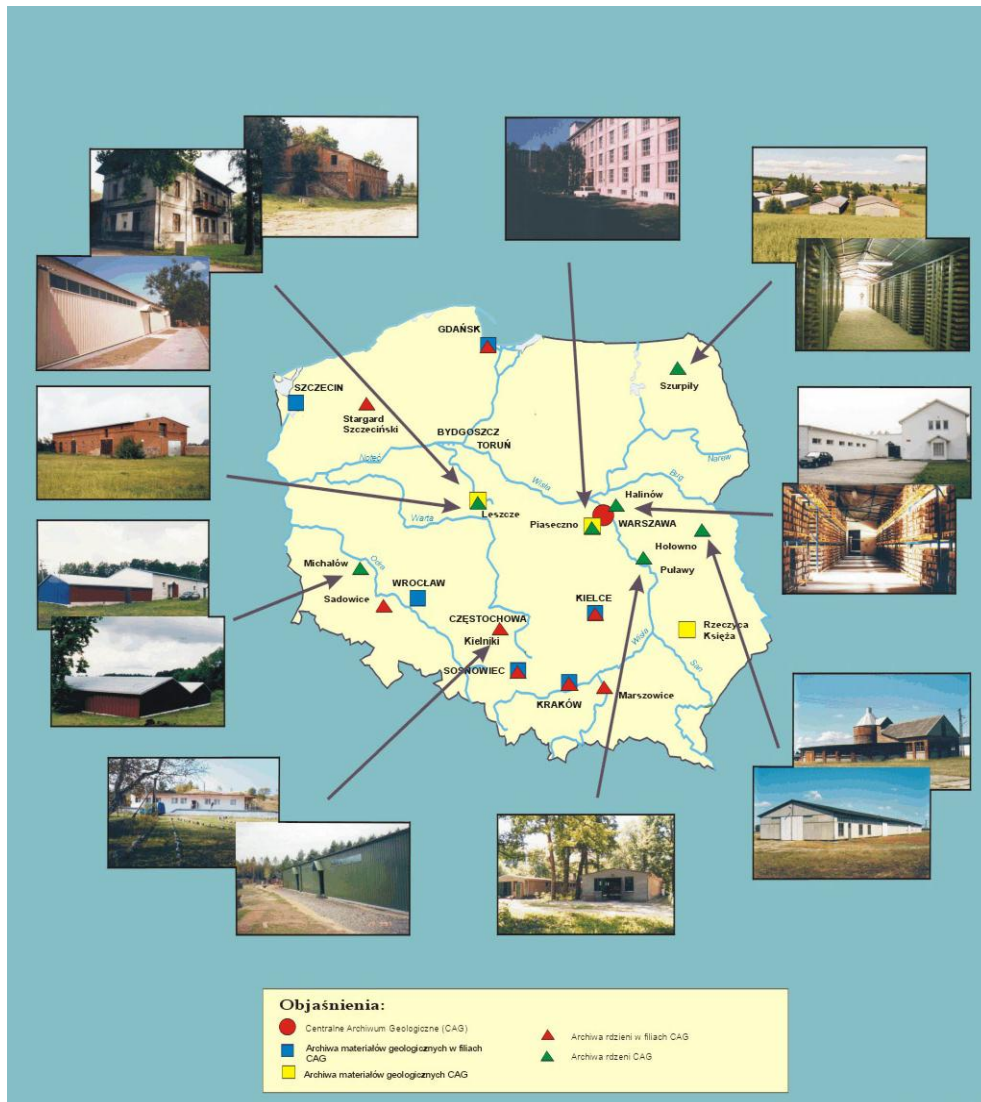 GDAŃSK
Szurpiły
SZCZECIN
Stargard
Szczeciński
BYDGOSZCZ
TORUŃ
Noteć
Wisła
Narew
Bug
Halinów
Leszcze
Piaseczno
WARSZAWA
Warta
Hołowno
Michałów
Odra
Puławy
WROCŁAW
KIELCE
Sadowice
CZĘSTOCHOWA
Rzeczyca
Księża
Kielniki
Wisła
SOSNOWIEC
San
Marszowice
KRAKÓW
Objaśnienia:
Centralne Archiwum Geologiczne (CAG)
Archiwa materiałów geologicznych w filiach
CAG
Archiwa materiałów geologicznych CAG
Archiwa rdzieni w filiach CAG
Archiwa rdzeni CAG